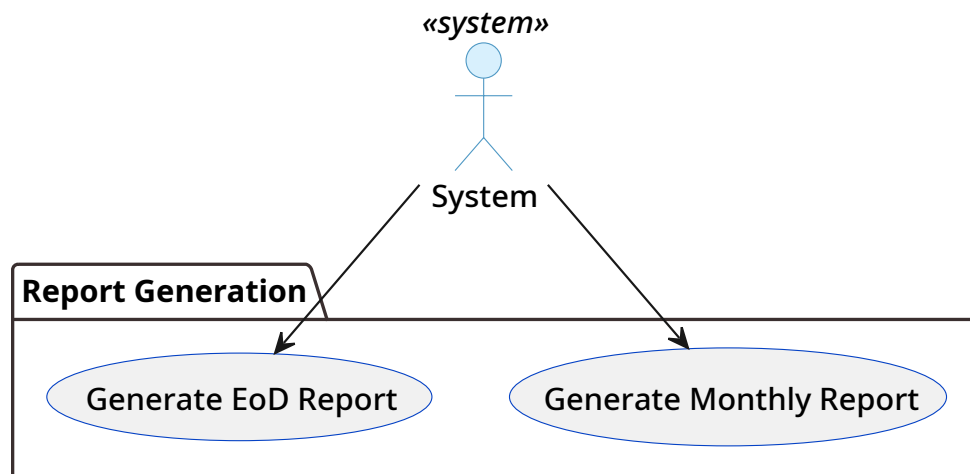 «system»
System
Report Generation
Generate EoD Report
Generate Monthly Report